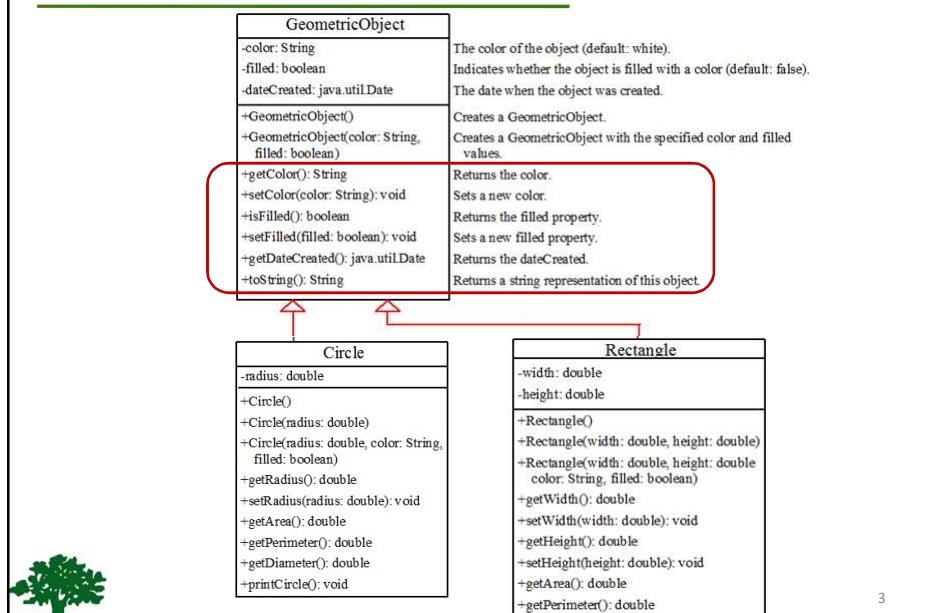 GeometricObject
-color: String
The color of the object (default: white).
-filled: boolean
Indicates whether the object is filled with a color (default: false).
-dateCreated: java.util.Date
The date when the object was created.
+GeometricObject()
Creates a GeometricObject.
+GeometricObject(color: String,
filled: boolean)
Creates a GeometricObject with the specified color and filled
values.
+getColor(): String
Returns the color.
+setColor(color: String): void
Sets a new color.
+isFilled(): boolean
Returns the filled property.
+setFilled(filled: boolean): void
Sets a new filled property.
+getDateCreated(): java.util.Date
Returns the dateCreated.
+toString(): String
Returns a string representation of this object.
Circle
-radius: double
+Circle()
+Circle(radius: double)
+Circle(radius: double, color: String,
filled: boolean)
+getRadius(): double
+setRadius(radius: double): void
+getArea(): double
+getPerimeter(): double
+getDiameter(): double
+printCircle(): void
Rectangle
-width: double
-height: double
+Rectangle()
+Rectangle(width: double, height: double)
+Rectangle(width: double, height: double
color: String, filled: boolean)
+getWidth(): double
+setWidth(width: double): void
+getHeight(): double
+setHeight(height: double): void
+getArea(): double
+getPerimeter(): double
3